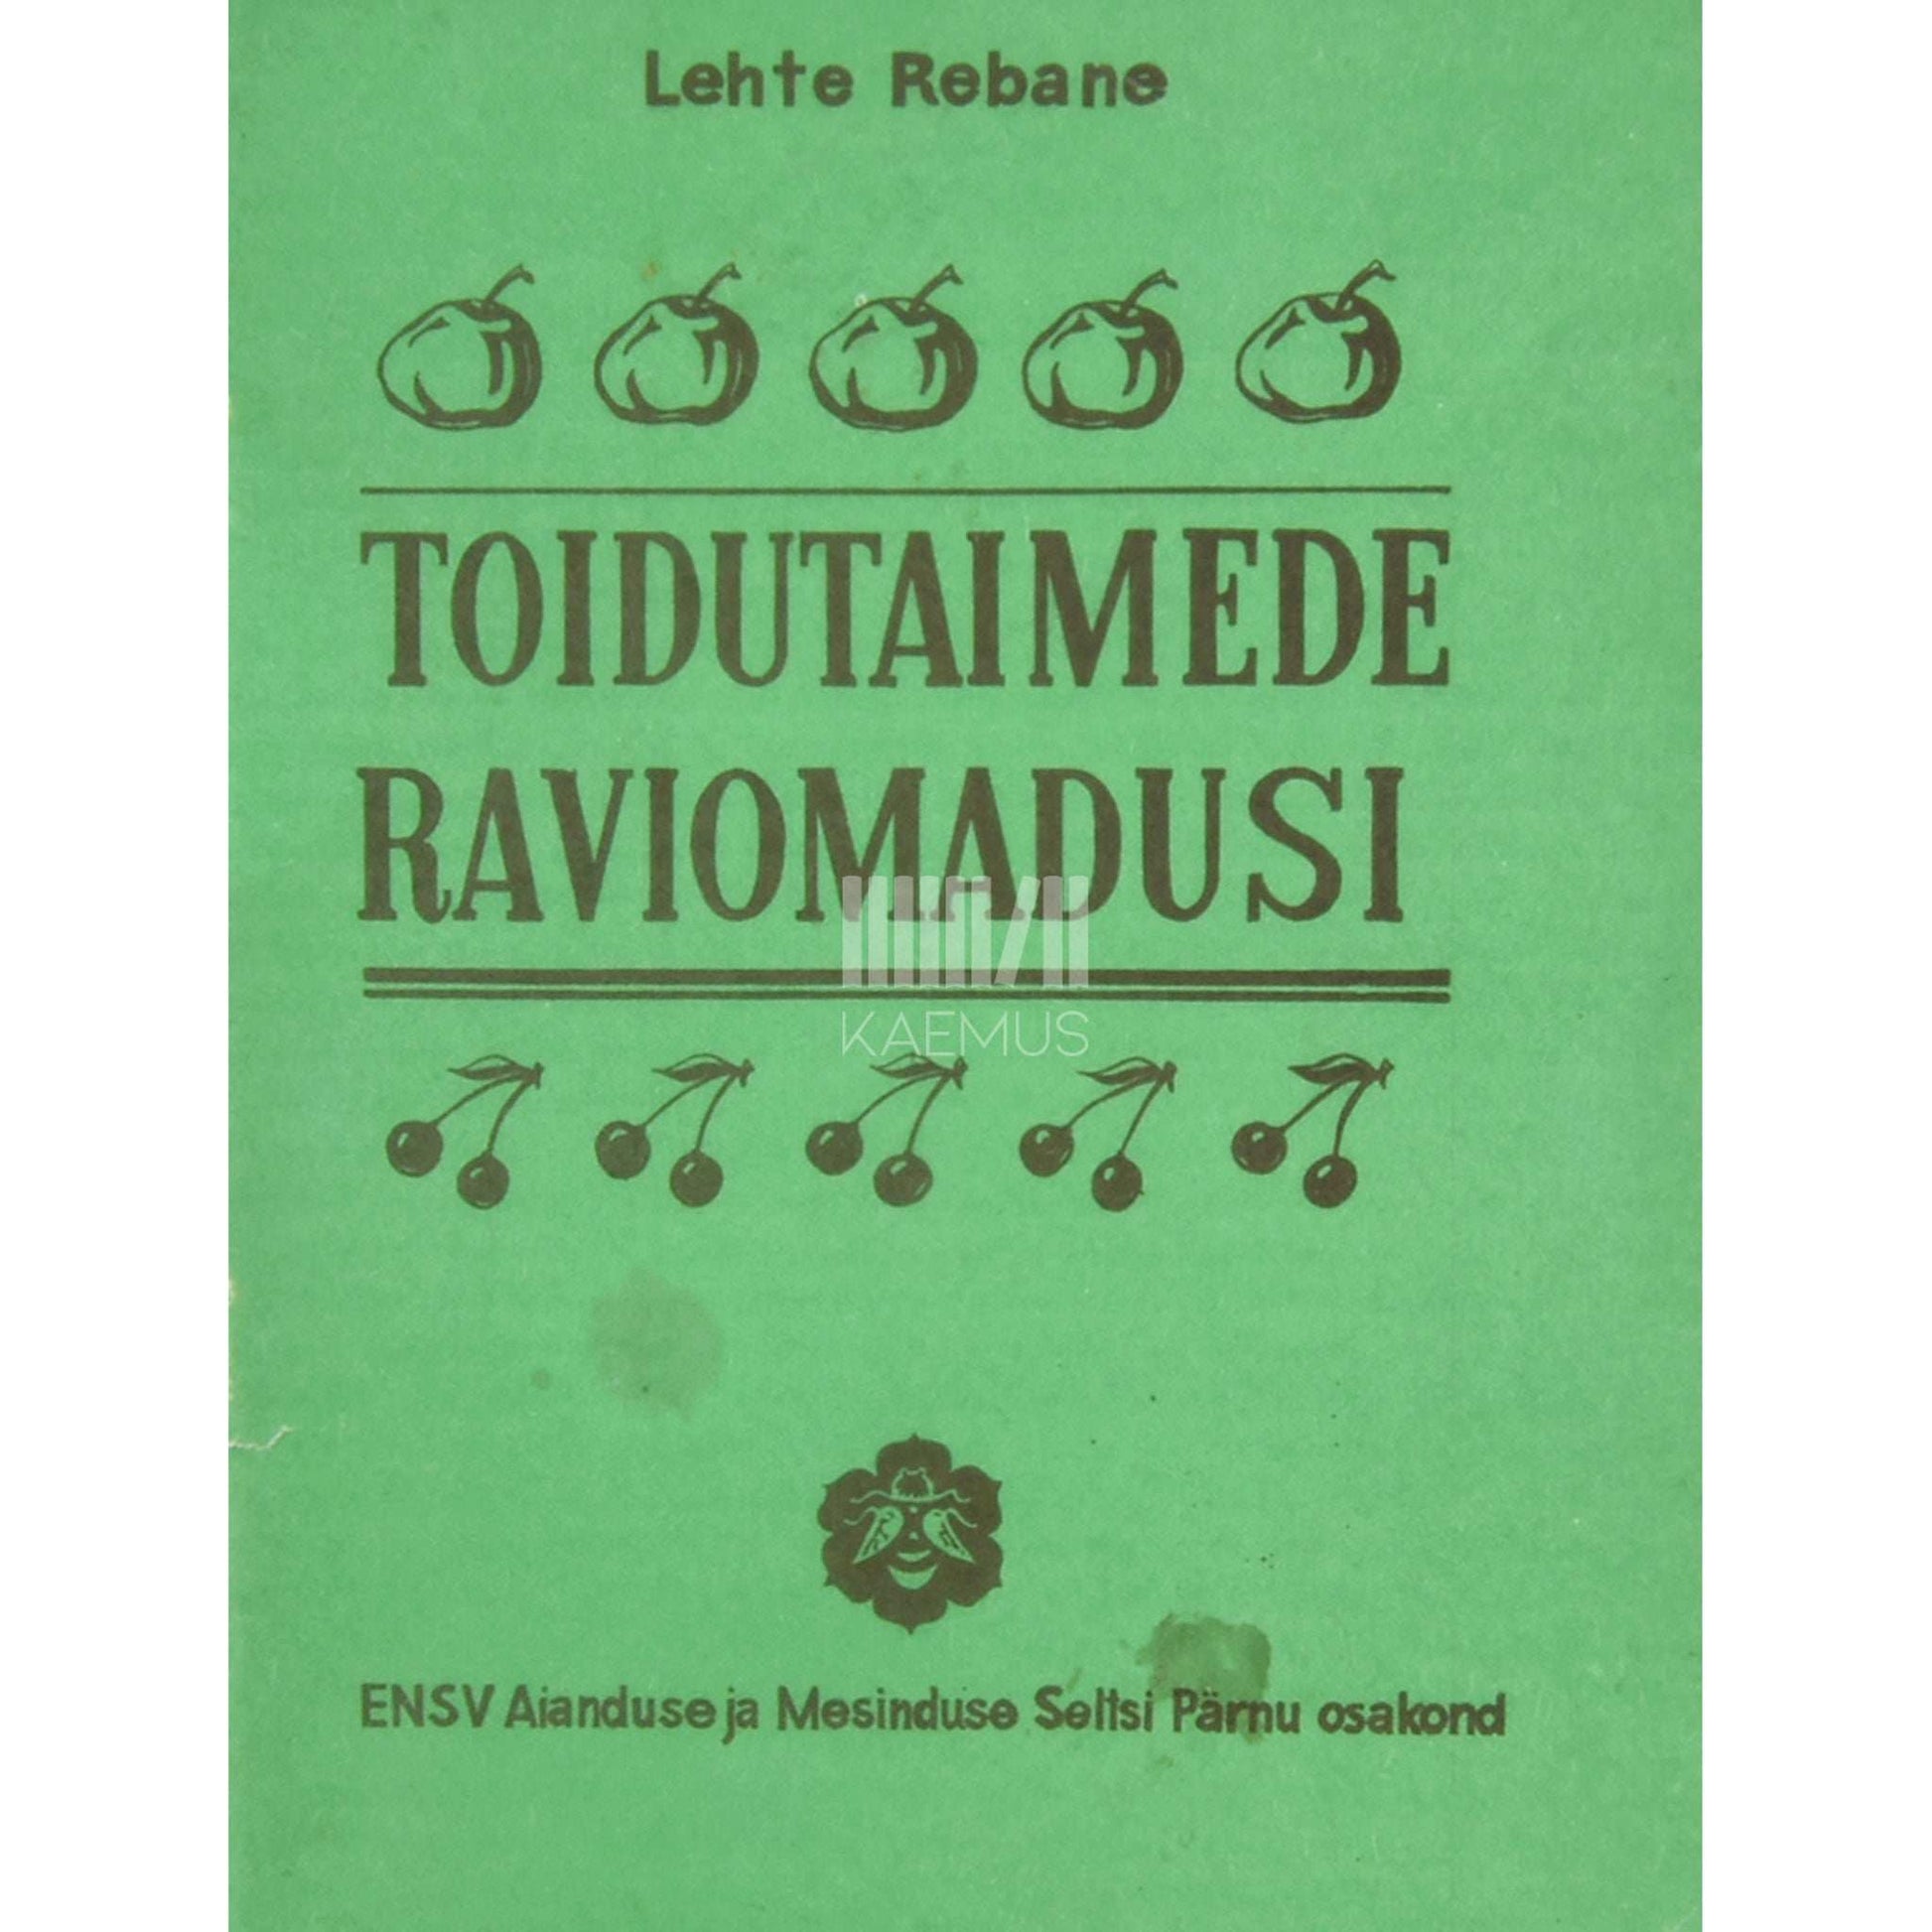 Lehte Rebane
TOIDUTAIMEDE
RAVIOMADUSI
KAEMUS
ENSV Aianduse ja Mesinduse Seltsi Pärnu osakond